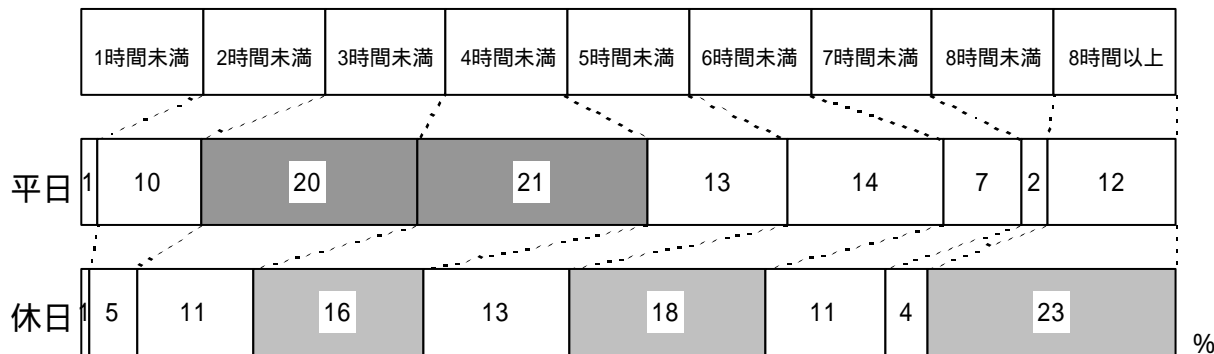 1時間未満 2時間未満 3時間未満 4時間未満 5時間未満 6時間未満 7時間未満 8時間未満 8時間以上
平日 1 10 20 21 13 14 7 2 12
休日 1 5 11 16 13 18 11 4 23
%